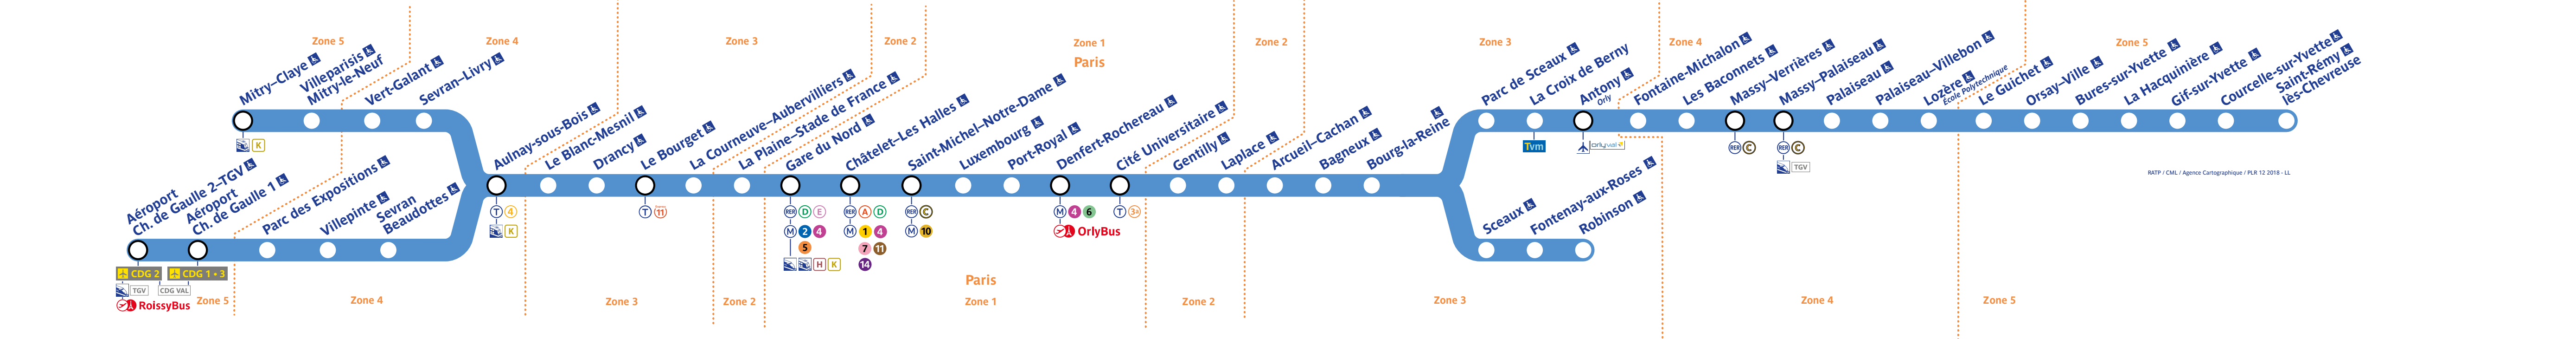 Zone 5
Zone 4
Zone 3
Zone 2
Zone 1
Paris
Zone 2
Zone 3
Zone 4
Zone 5
Mitry–Claye
Villeparisis
Mitry-le-Neuf
Vert-Galant
Sevran–Livry
K
Aéroport
Ch. de Gaulle 2–TGV
Aéroport
Ch. de Gaulle 1
Parc des Expositions
Villepinte
Sevran
Beaudottes
CDG 2
CDG 1 • 3
TGV
CDG VAL
RoissyBus
Aulnay-sous-Bois
T 4
K
Le Blanc-Mesnil
Drancy
Le Bourget
T 11
La Courneuve–Aubervilliers
La Plaine–Stade de France
Gare du Nord
RER D E
M 2 4
5
H K
Châtelet–Les Halles
RER A D
M 1 4
7 11
14
Saint-Michel–Notre-Dame
RER C
M 10
Luxembourg
Port-Royal
Denfert-Rochereau
M 4 6
OrlyBus
Cité Universitaire
T 3a
Gentilly
Laplace
Arcueil–Cachan
Bagneux
Bourg-la-Reine
Parc de Sceaux
La Croix de Berny
Tvm
Antony
Orly
orlyval
Fontaine-Michalon
Les Baconnets
Massy–Verrières
RER C
Massy–Palaiseau
RER C
TGV
Palaiseau
Palaiseau–Villebon
Lozère
École Polytechnique
Le Guichet
Orsay–Ville
Bures-sur-Yvette
La Hacquinière
Gif-sur-Yvette
Courcelle-sur-Yvette
Saint-Rémy
lès-Chevreuse
Sceaux
Fontenay-aux-Roses
Robinson
RATP / CML / Agence Cartographique / PLR 12 2018 - LL
Zone 5
Zone 4
Zone 3
Zone 2
Paris
Zone 1
Zone 2
Zone 3
Zone 4
Zone 5